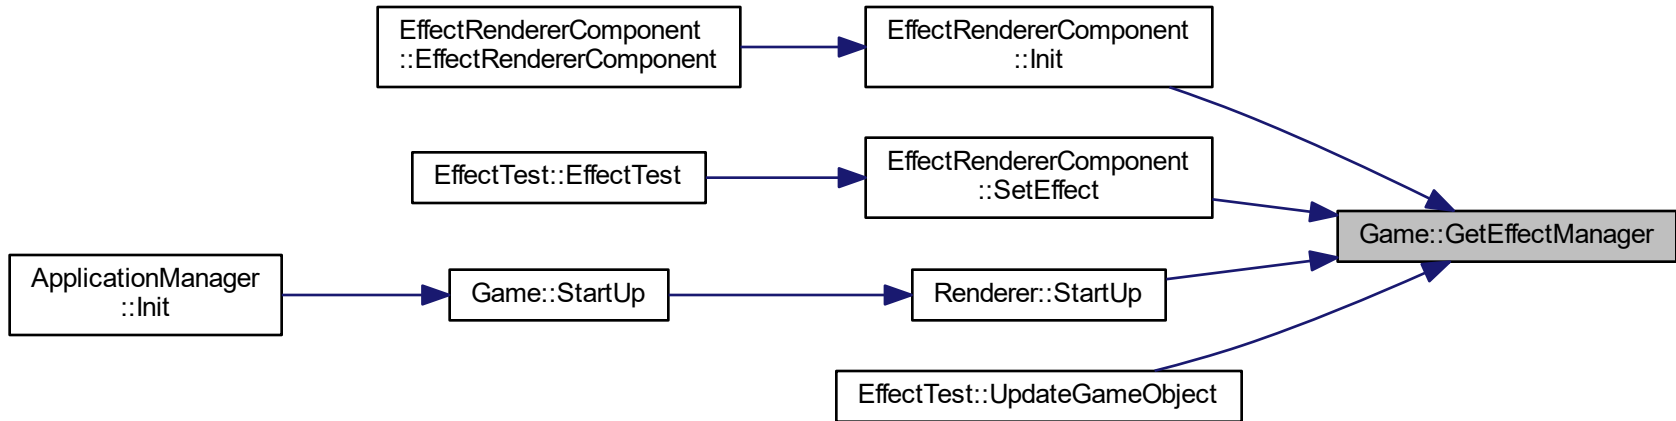 EffectRendererComponent
::EffectRendererComponent
EffectRendererComponent
::Init
EffectTest::EffectTest
EffectRendererComponent
::SetEffect
Game::GetEffectManager
ApplicationManager
::Init
Game::StartUp
Renderer::StartUp
EffectTest::UpdateGameObject